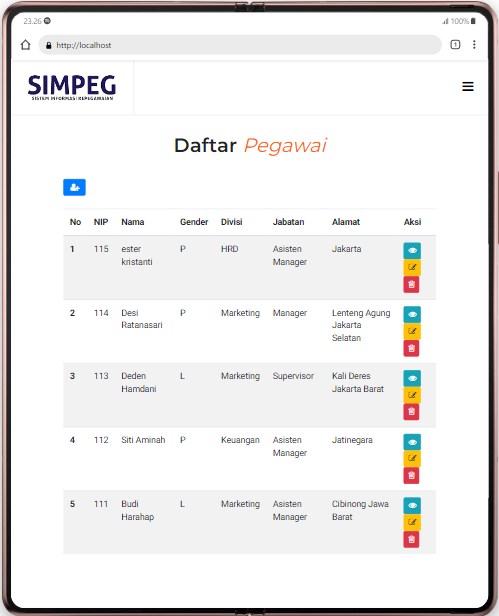 23.26
100%
http://localhost
1
SIMPEG
SISTEM INFORMASI KEPEGAWAIAN
Daftar Pegawai
No NIP Nama Gender Divisi Jabatan Alamat Aksi
1 115 ester kristanti P HRD Asisten Manager Jakarta
2 114 Desi Ratanasari P Marketing Manager Lenteng Agung Jakarta Selatan
3 113 Deden Hamdani L Marketing Supervisor Kali Deres Jakarta Barat
4 112 Siti Aminah P Keuangan Asisten Manager Jatinegara
5 111 Budi Harahap L Marketing Asisten Manager Cibinong Jawa Barat